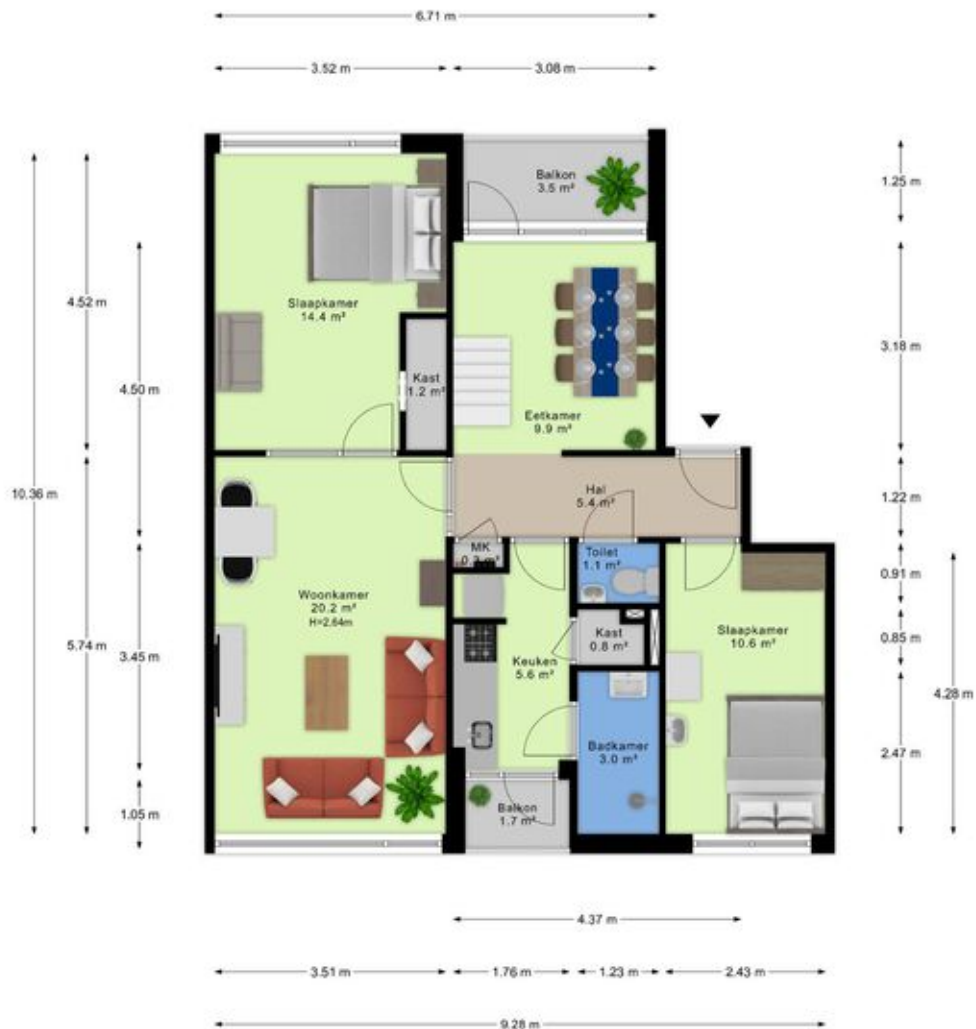 6.71 m
3.52 m
3.08 m
Balkon
3.5 m²
1.25 m
4.52 m
Slaapkamer
14.4 m²
3.18 m
Kast
1.2 m²
4.50 m
Eetkamer
9.9 m²
10.36 m
Hal
5.4 m²
1.22 m
MK
Toilet
1.1 m²
0.91 m
Woonkamer
20.2 m²
H=2.64m
Kast
0.8 m²
Slaapkamer
10.6 m²
0.85 m
5.74 m
3.45 m
Keuken
5.6 m²
4.28 m
Badkamer
3.0 m²
2.47 m
1.05 m
Balkon
1.7 m²
4.37 m
3.51 m
1.76 m
1.23 m
2.43 m
9.28 m